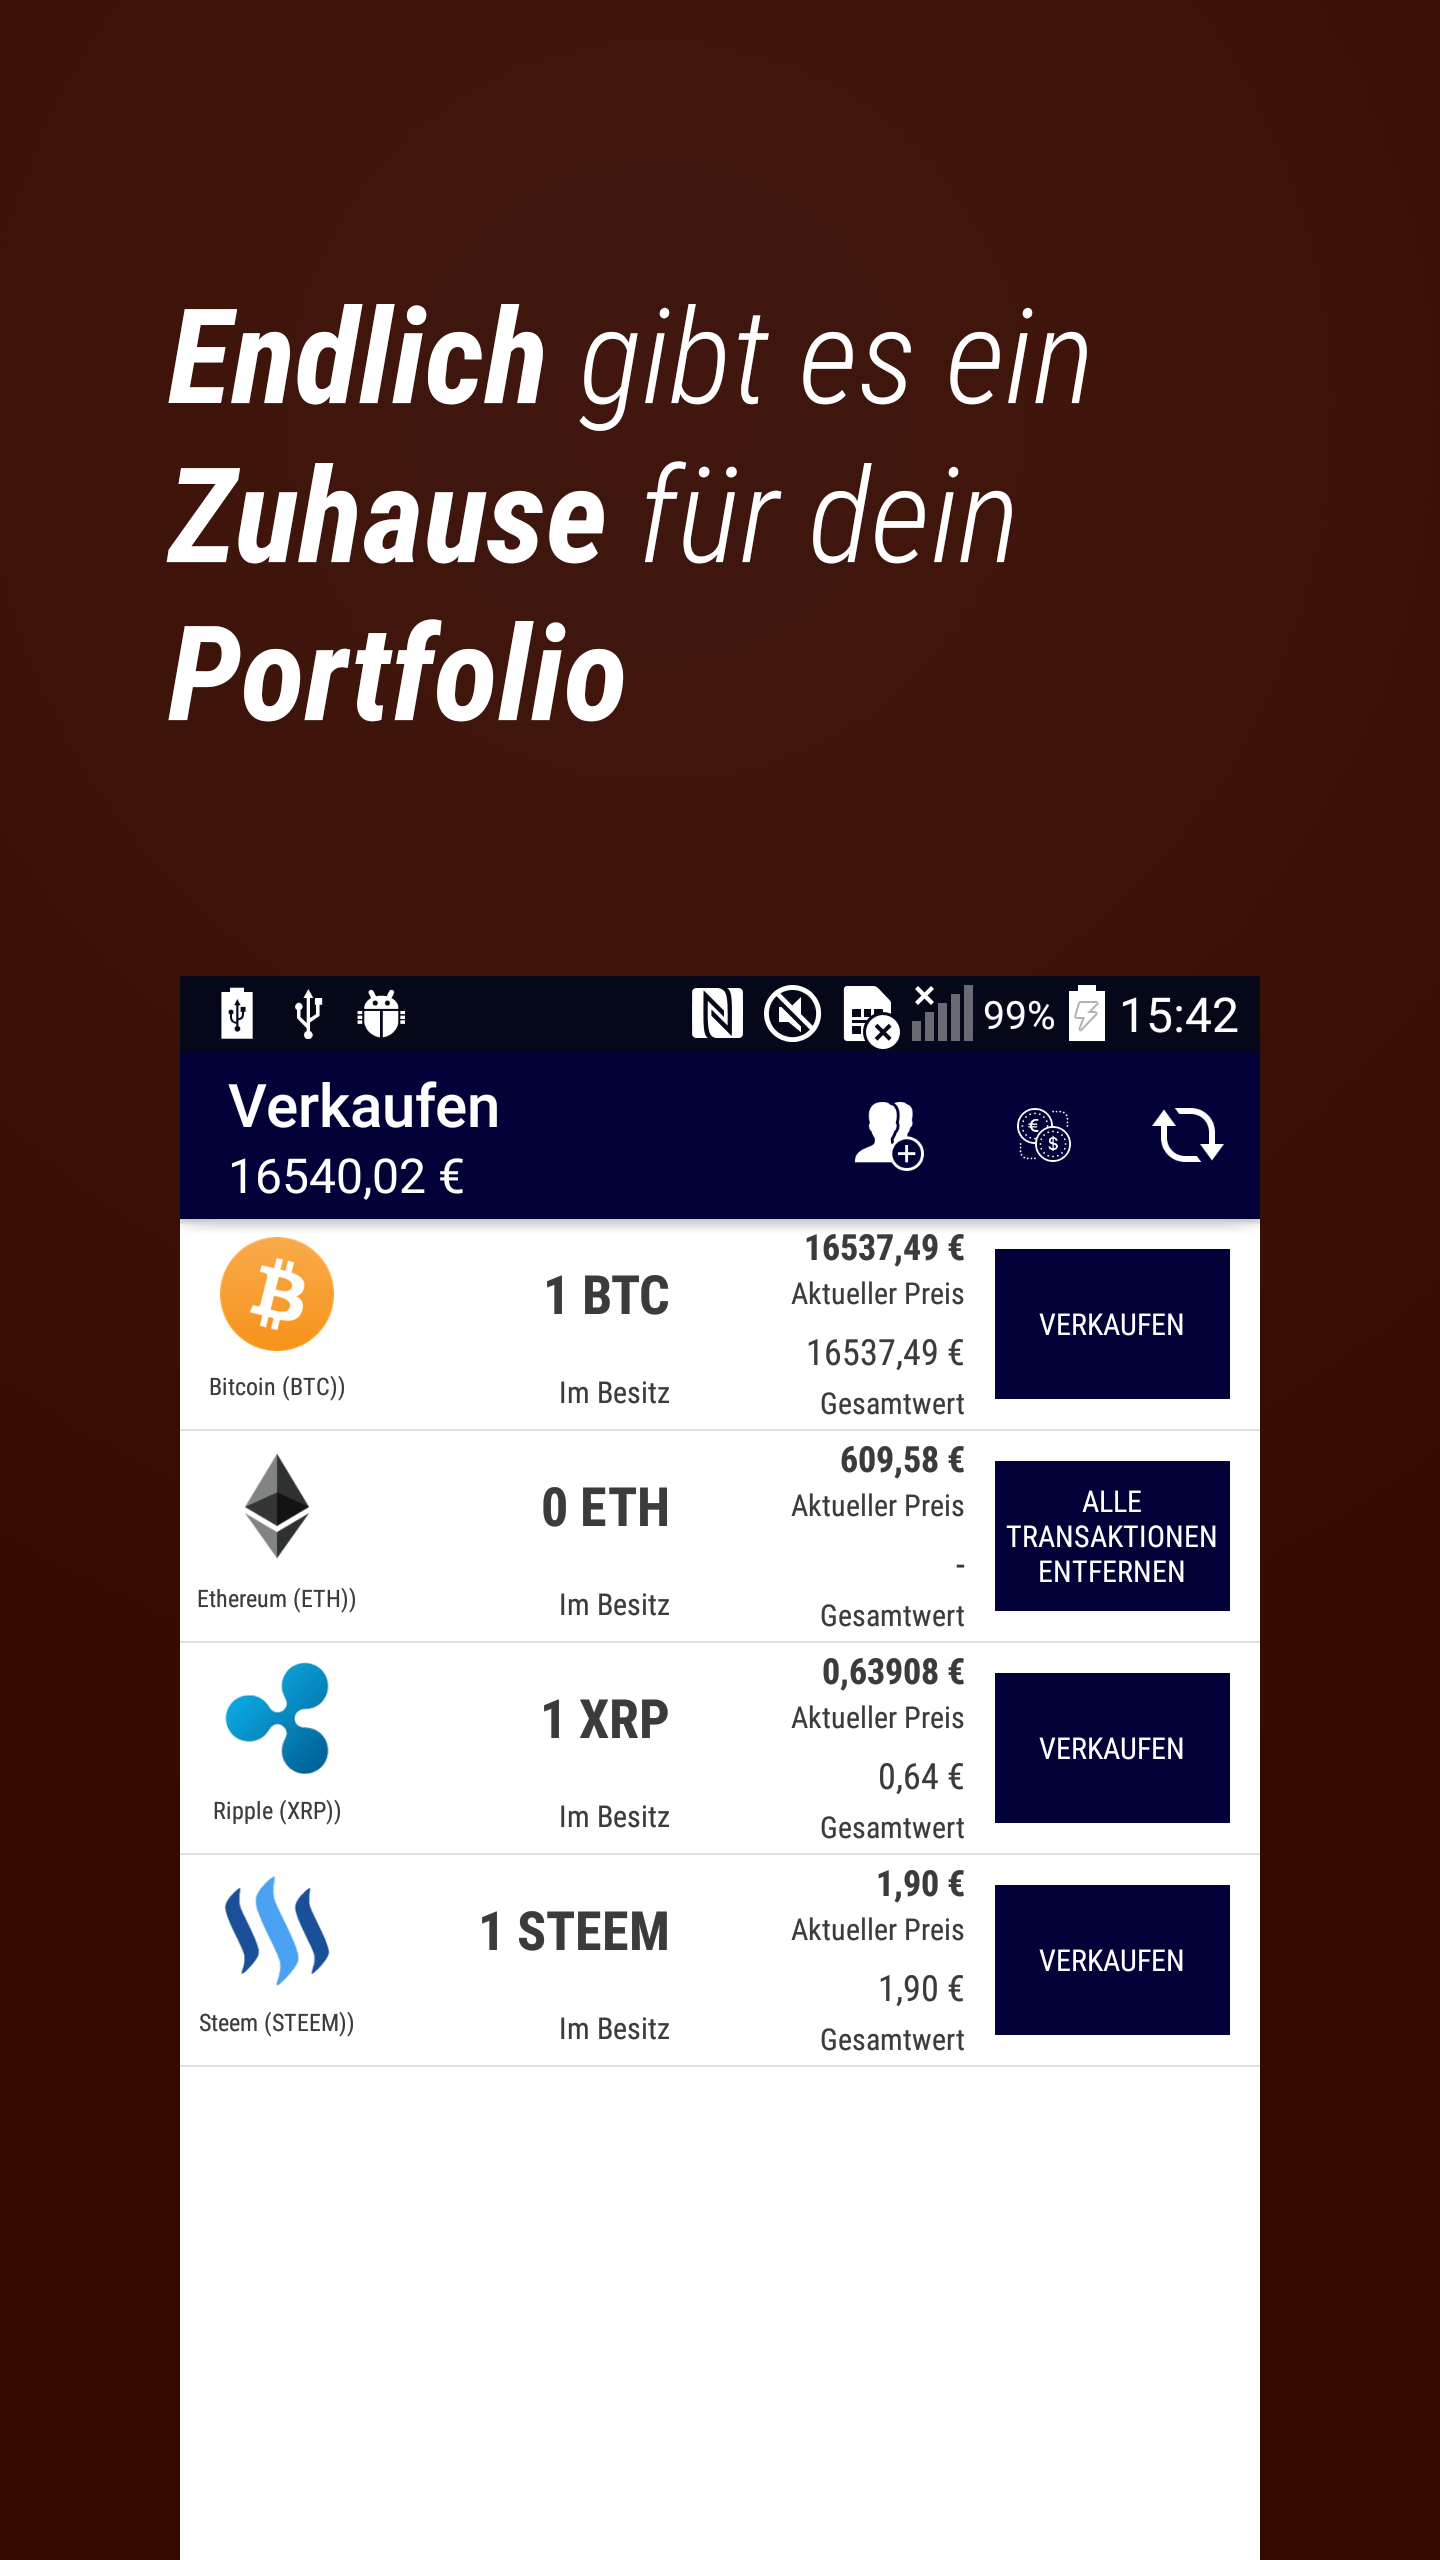 Endlich gibt es ein
Zuhause für dein
Portfolio
99% 15:42
Verkaufen
16540,02 €
16537,49 €
1 BTC
Aktueller Preis
VERKAUFEN
16537,49 €
Bitcoin (BTC))
Im Besitz
Gesamtwert
609,58 €
0 ETH
Aktueller Preis
ALLE
TRANSAKTIONEN
ENTFERNEN
-
Ethereum (ETH))
Im Besitz
Gesamtwert
0,63908 €
1 XRP
Aktueller Preis
VERKAUFEN
0,64 €
Ripple (XRP))
Im Besitz
Gesamtwert
1,90 €
1 STEEM
Aktueller Preis
VERKAUFEN
1,90 €
Steem (STEEM))
Im Besitz
Gesamtwert